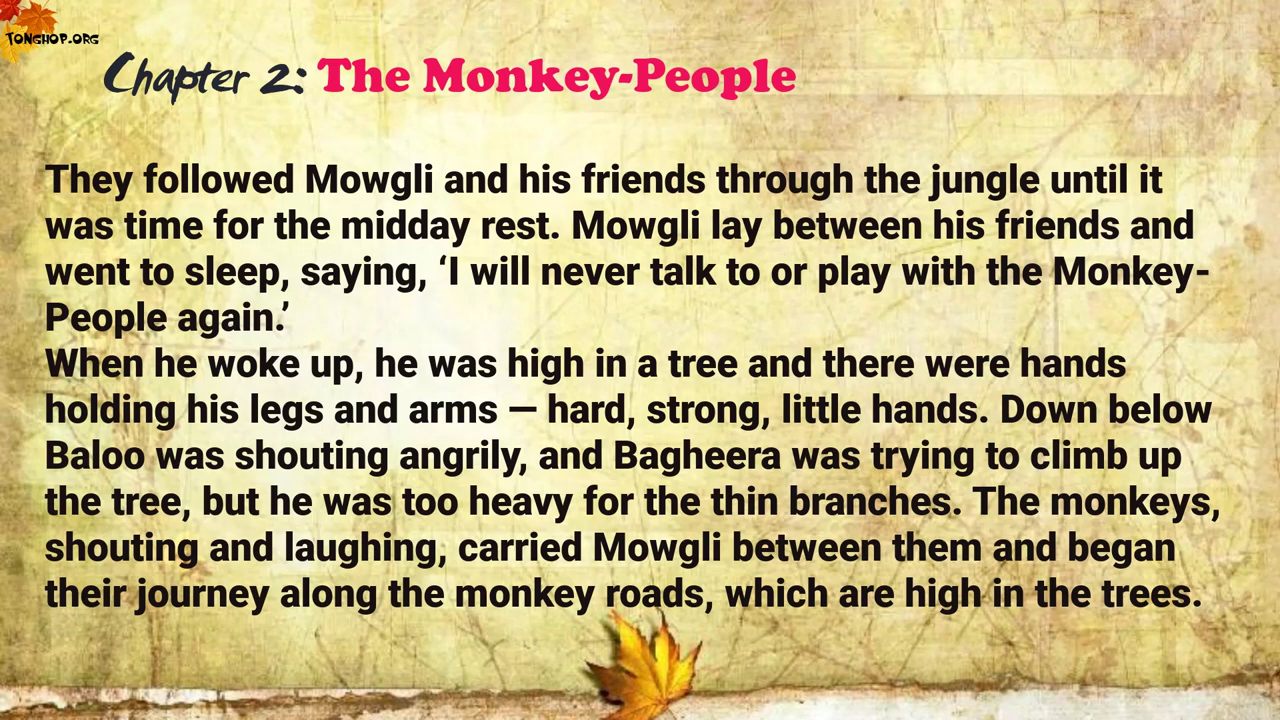 TONGHOP.ORG
Chapter 2: The Monkey-People
They followed Mowgli and his friends through the jungle until it
was time for the midday rest. Mowgli lay between his friends and
went to sleep, saying, ‘I will never talk to or play with the Monkey-
People again.’
When he woke up, he was high in a tree and there were hands
holding his legs and arms — hard, strong, little hands. Down below
Baloo was shouting angrily, and Bagheera was trying to climb up
the tree, but he was too heavy for the thin branches. The monkeys,
shouting and laughing, carried Mowgli between them and began
their journey along the monkey roads, which are high in the trees.